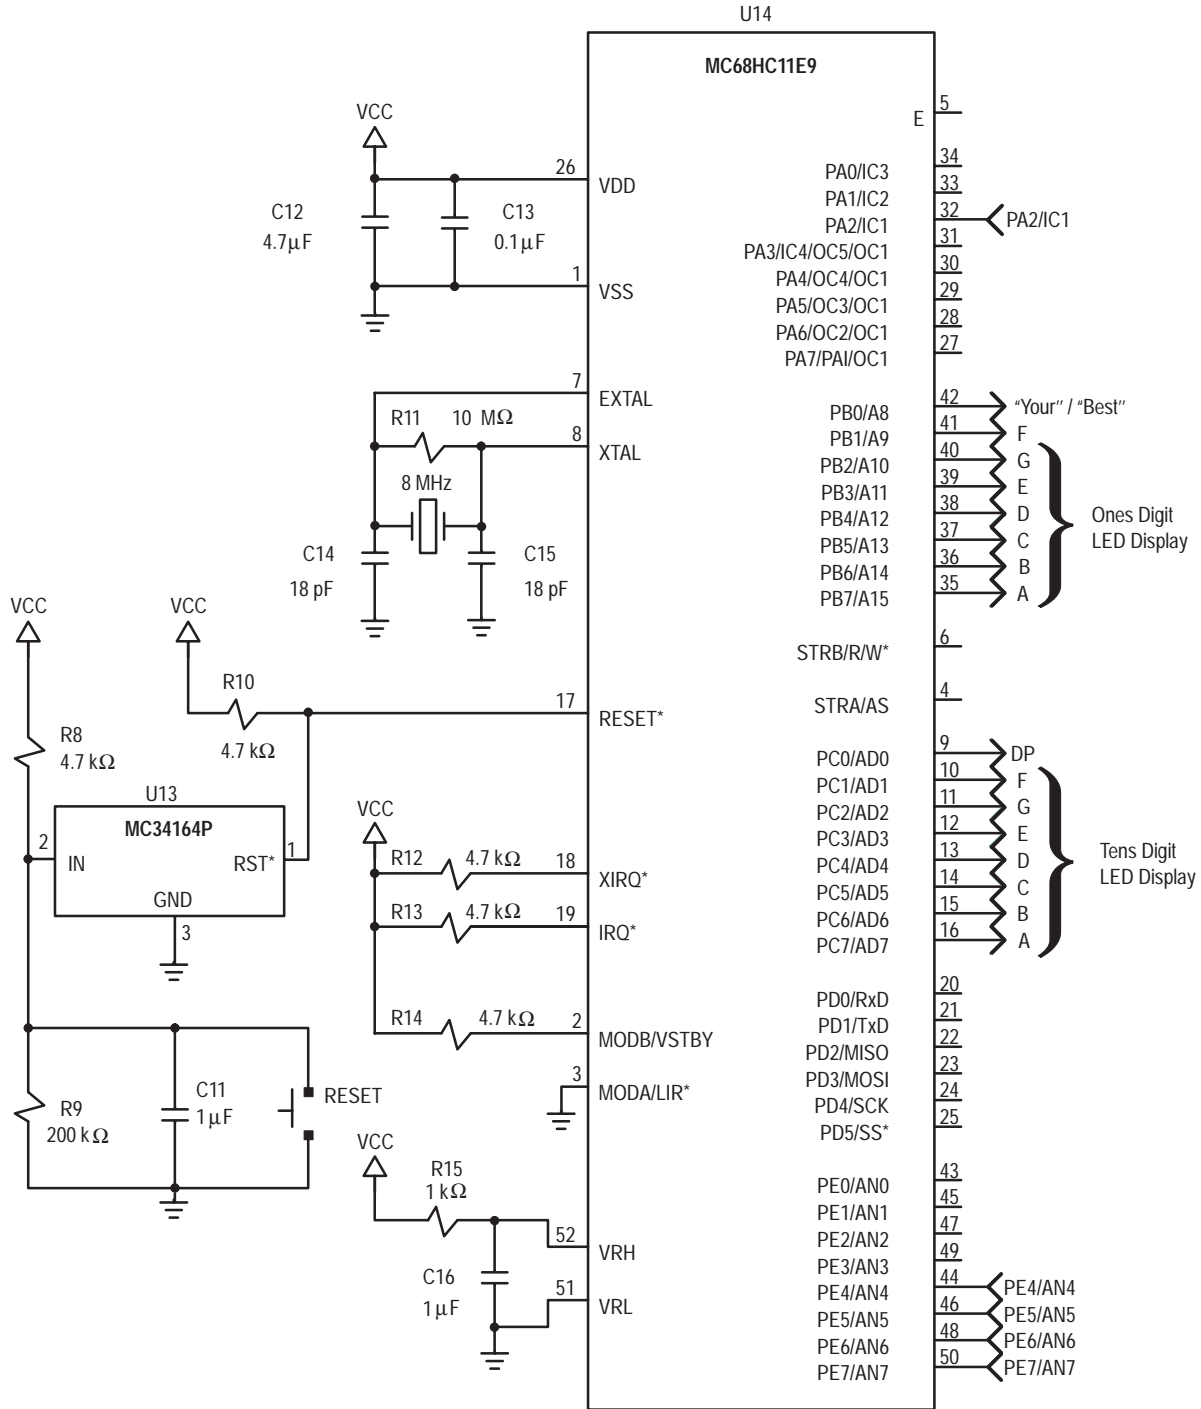 U14
MC68HC11E9
VCC
C12
4.7µF
C13
0.1µF
26
VDD
1
VSS
7
EXTAL
R11
10 MΩ
8
XTAL
8 MHz
C14
18 pF
C15
18 pF
VCC
VCC
R10
4.7 kΩ
17
RESET*
R8
4.7 kΩ
U13
MC34164P
2
IN
RST*
1
GND
3
VCC
R12
4.7 kΩ
18
XIRQ*
R13
4.7 kΩ
19
IRQ*
R14
4.7 kΩ
2
MODB/VSTBY
3
MODA/LIR*
R9
200 kΩ
C11
1µF
RESET
VCC
R15
1 kΩ
52
VRH
C16
1µF
51
VRL
E
5
PA0/IC3
34
PA1/IC2
33
PA2/IC1
32
PA2/IC1
PA3/IC4/OC5/OC1
31
PA4/OC4/OC1
30
PA5/OC3/OC1
29
PA6/OC2/OC1
28
PA7/PAI/OC1
27
PB0/A8
42
"Your" / "Best"
PB1/A9
41
F
PB2/A10
40
G
PB3/A11
39
E
PB4/A12
38
D
PB5/A13
37
C
PB6/A14
36
B
PB7/A15
35
A
Ones Digit
LED Display
STRB/R/W*
6
STRA/AS
4
PC0/AD0
9
DP
PC1/AD1
10
F
PC2/AD2
11
G
PC3/AD3
12
E
PC4/AD4
13
D
PC5/AD5
14
C
PC6/AD6
15
B
PC7/AD7
16
A
Tens Digit
LED Display
PD0/RxD
20
PD1/TxD
21
PD2/MISO
22
PD3/MOSI
23
PD4/SCK
24
PD5/SS*
25
PE0/AN0
43
PE1/AN1
45
PE2/AN2
47
PE3/AN3
49
PE4/AN4
44
PE4/AN4
PE5/AN5
46
PE5/AN5
PE6/AN6
48
PE6/AN6
PE7/AN7
50
PE7/AN7